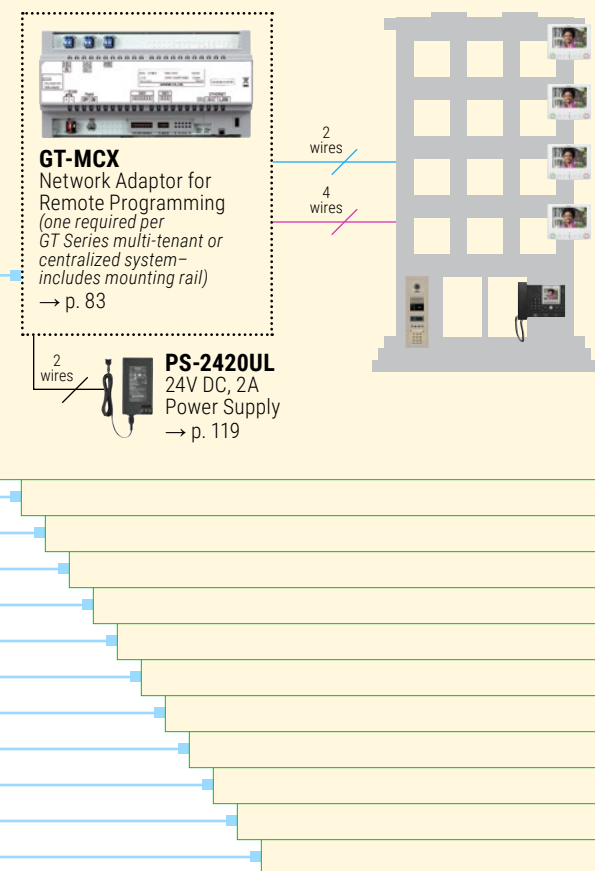 GT-MCX
Network Adaptor for
Remote Programming
(one required per
GT Series multi-tenant or
centralized system–
includes mounting rail)
→ p. 83
2
wires
4
wires
2
wires
PS-2420UL
24V DC, 2A
Power Supply
→ p. 119